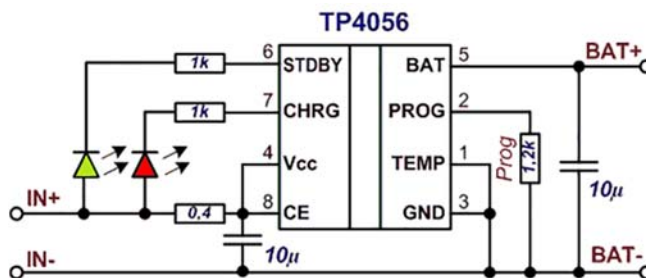 TP4056
1k
6
STDBY
BAT
5
BAT+
1k
7
CHRG
PROG
2
4
Vcc
TEMP
1
Prog
1,2k
10µ
IN+
0,4
8
CE
GND
3
10µ
IN-
BAT-